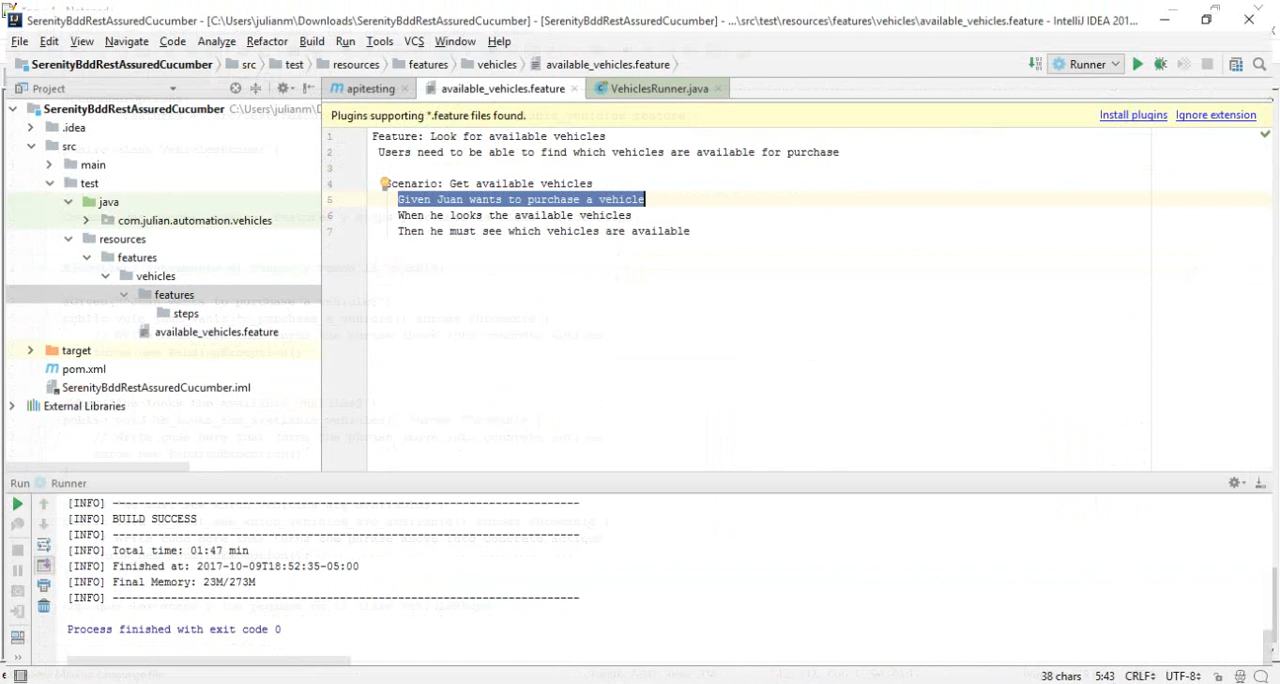 SerenityBddRestAssuredCucumber - [C:\Users\julianm\Downloads\SerenityBddRestAssuredCucumber] - [SerenityBddRestAssuredCucumber] - ...\src\test\resources\features\vehicles\available_vehicles.feature - IntelliJ IDEA 201...
File Edit View Navigate Code Analyze Refactor Build Run Tools VCS Window Help
SerenityBddRestAssuredCucumber src test resources features vehicles available_vehicles.feature Runner
Project apitesting available_vehicles.feature VehiclesRunner.java
SerenityBddRestAssuredCucumber C:\Users\julianm\Downloads
.idea
src
main
test
java
com.julian.automation.vehicles
resources
features
vehicles
features
steps
available_vehicles.feature
target
pom.xml
SerenityBddRestAssuredCucumber.iml
External Libraries
Plugins supporting *.feature files found. Install plugins Ignore extension
1 Feature: Look for available vehicles
2 Users need to be able to find which vehicles are available for purchase
3
4 Scenario: Get available vehicles
5 Given Juan wants to purchase a vehicle
6 When he looks the available vehicles
7 Then he must see which vehicles are available
Run Runner
[INFO] ------------------------------------------------------------------------
[INFO] BUILD SUCCESS
[INFO] ------------------------------------------------------------------------
[INFO] Total time: 01:47 min
[INFO] Finished at: 2017-10-09T18:52:35-05:00
[INFO] Final Memory: 23M/273M
[INFO] ------------------------------------------------------------------------
Process finished with exit code 0
38 chars 5:43 CRLF UTF-8